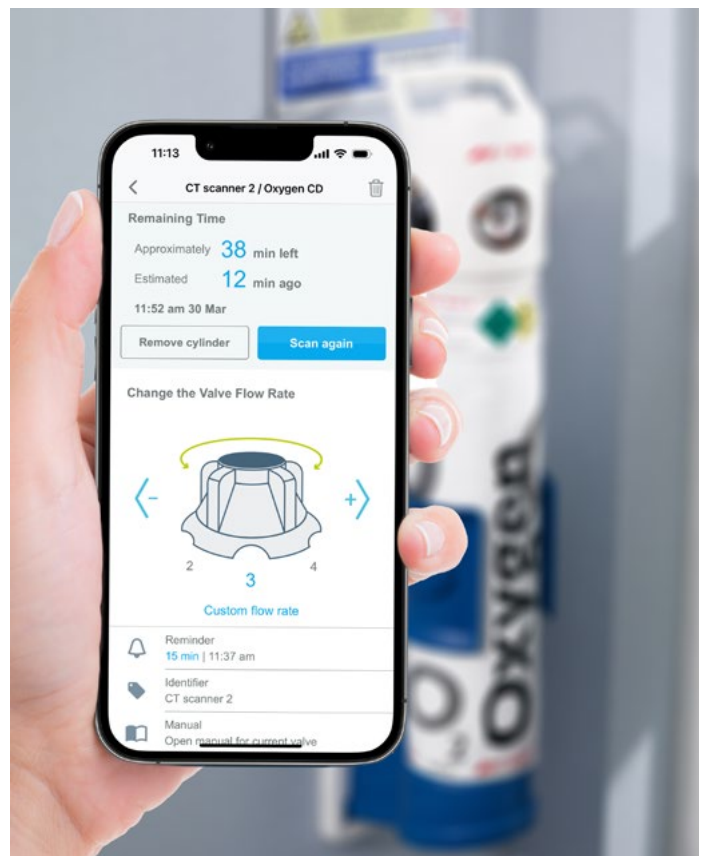 11:13
CT scanner 2 / Oxygen CD
Remaining Time
Approximately 38 min left
Estimated 12 min ago
11:52 am 30 Mar
Remove cylinder
Scan again
Change the Valve Flow Rate
- +
2 4
3
Custom flow rate
Reminder
15 min | 11:37 am
Identifier
CT scanner 2
Manual
Open manual for current valve
oxygen